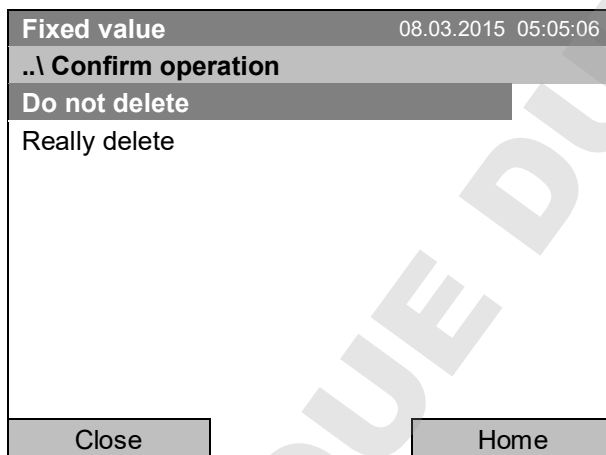 Fixed value 08.03.2015 05:05:06
..\ Confirm operation
Do not delete
Really delete
Close Home